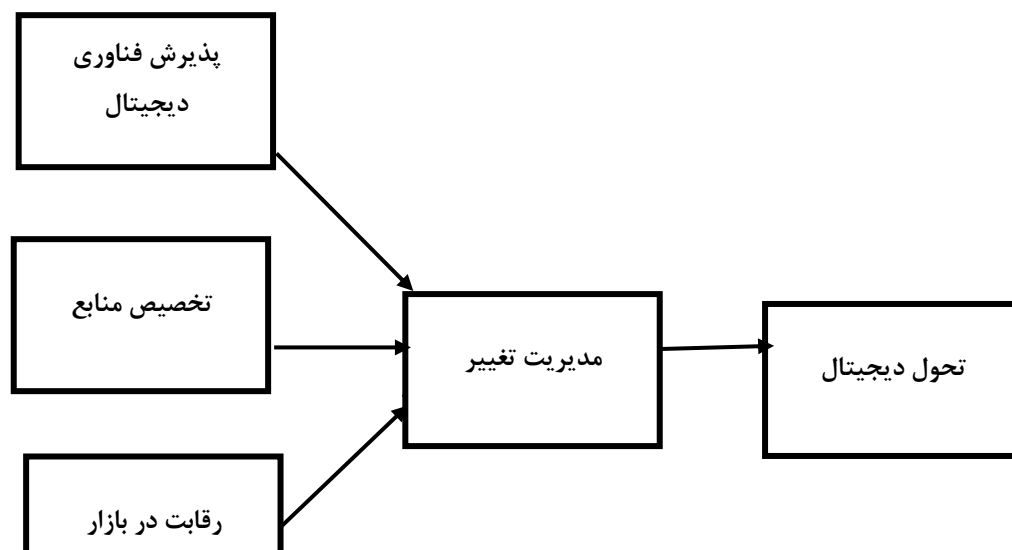 پذیرش فناوری
دیجیتال
تخصیص منابع
مدیریت تغییر
تحول دیجیتال
رقابت در بازار